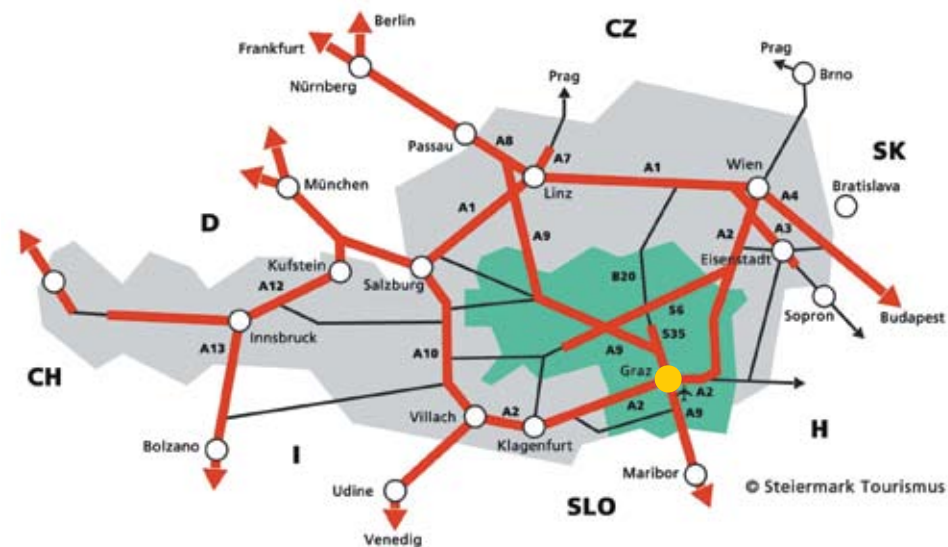 Berlin
CZ
Frankfurt
Prag
Prag
Brno
Nürnberg
Passau
A8
A7
Wien
SK
A1
Linz
A4
Bratislava
München
A1
D
A9
A2
A3
Eisenstadt
Kufstein
Salzburg
B20
A12
S6
Sopron
Budapest
Innsbruck
S35
A13
A10
A9
CH
Graz
A2
A2
A9
Villach
A2
Klagenfurt
H
Bolzano
I
Maribor
Udine
SLO
© Steiermark Tourismus
Venedig